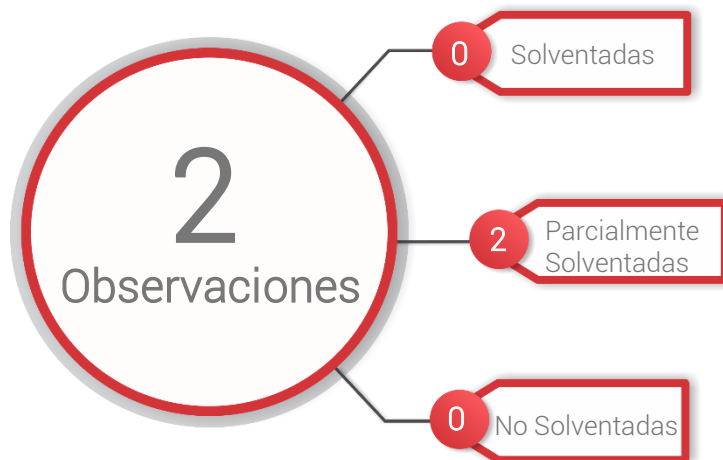 2
Observaciones
0
Solventadas
2
Parcialmente
Solventadas
0
No Solventadas